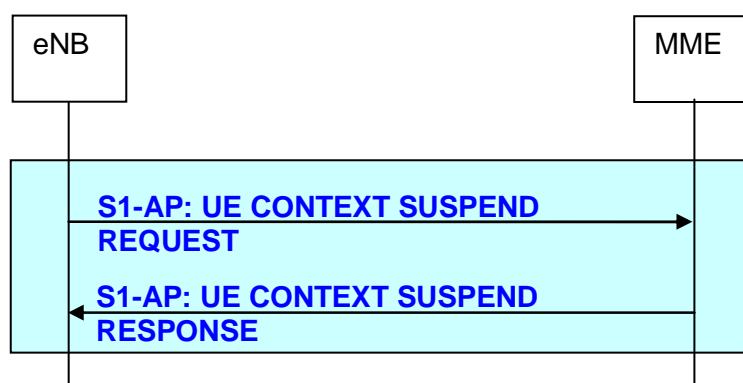 eNB
MME
S1-AP: UE CONTEXT SUSPEND
REQUEST
S1-AP: UE CONTEXT SUSPEND
RESPONSE